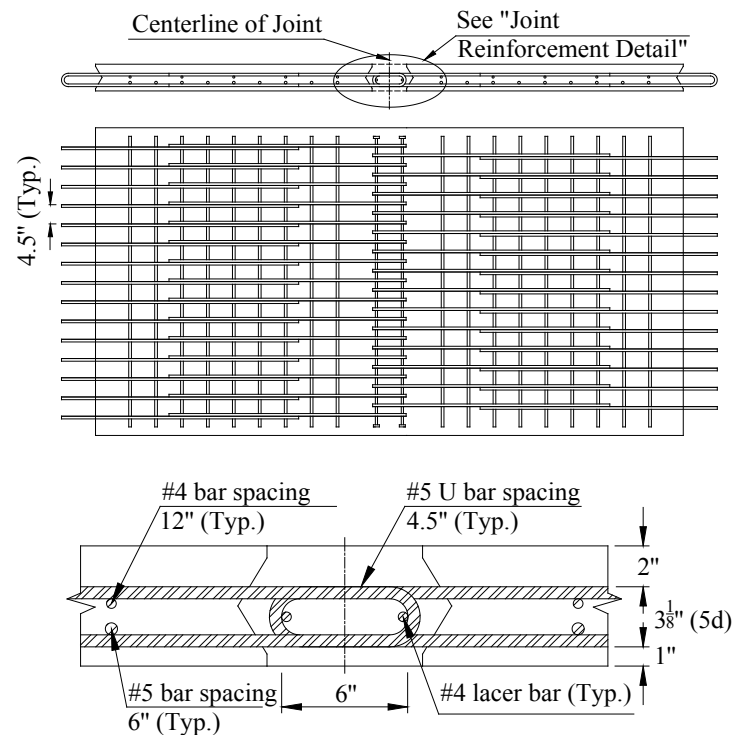 Centerline of Joint
See "Joint
Reinforcement Detail"
4.5" (Typ.)
#4 bar spacing
12" (Typ.)
#5 U bar spacing
4.5" (Typ.)
2"
3⅛" (5d)
1"
#5 bar spacing
6" (Typ.)
6"
#4 lacer bar (Typ.)